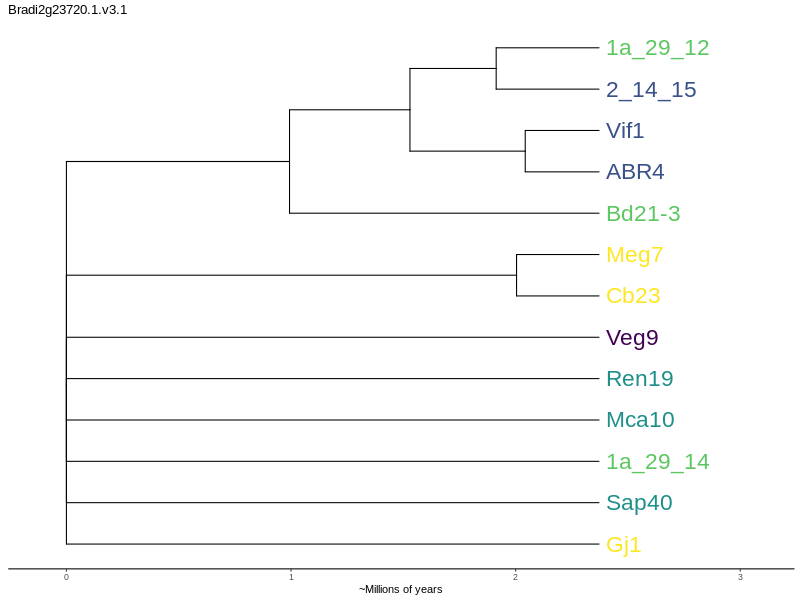 Bradi2g23720.1.v3.1
1a_29_12
2_14_15
Vif1
ABR4
Bd21-3
Meg7
Cb23
Veg9
Ren19
Mca10
1a_29_14
Sap40
Gj1
0 1 2 3
~Millions of years